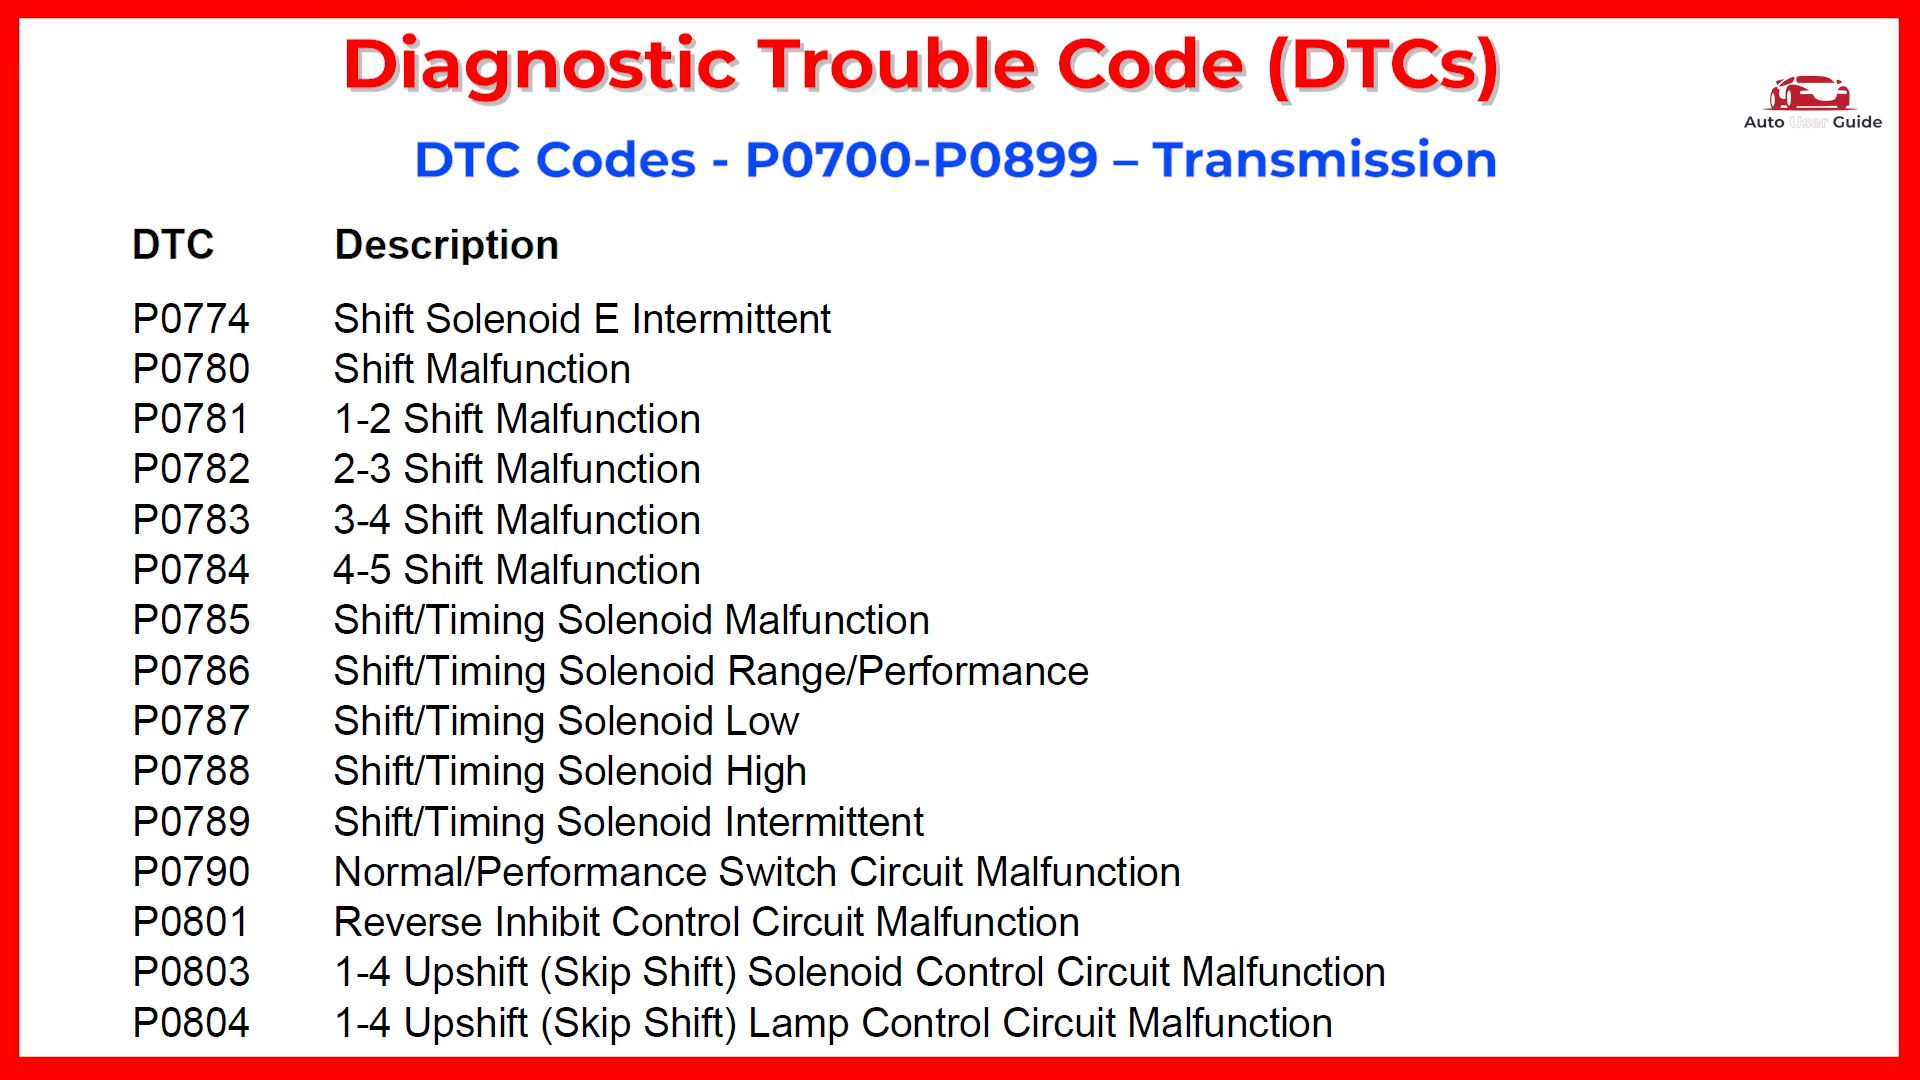 Diagnostic Trouble Code (DTCs)
Auto User Guide
DTC Codes - P0700-P0899 – Transmission
DTC Description
P0774 Shift Solenoid E Intermittent
P0780 Shift Malfunction
P0781 1-2 Shift Malfunction
P0782 2-3 Shift Malfunction
P0783 3-4 Shift Malfunction
P0784 4-5 Shift Malfunction
P0785 Shift/Timing Solenoid Malfunction
P0786 Shift/Timing Solenoid Range/Performance
P0787 Shift/Timing Solenoid Low
P0788 Shift/Timing Solenoid High
P0789 Shift/Timing Solenoid Intermittent
P0790 Normal/Performance Switch Circuit Malfunction
P0801 Reverse Inhibit Control Circuit Malfunction
P0803 1-4 Upshift (Skip Shift) Solenoid Control Circuit Malfunction
P0804 1-4 Upshift (Skip Shift) Lamp Control Circuit Malfunction